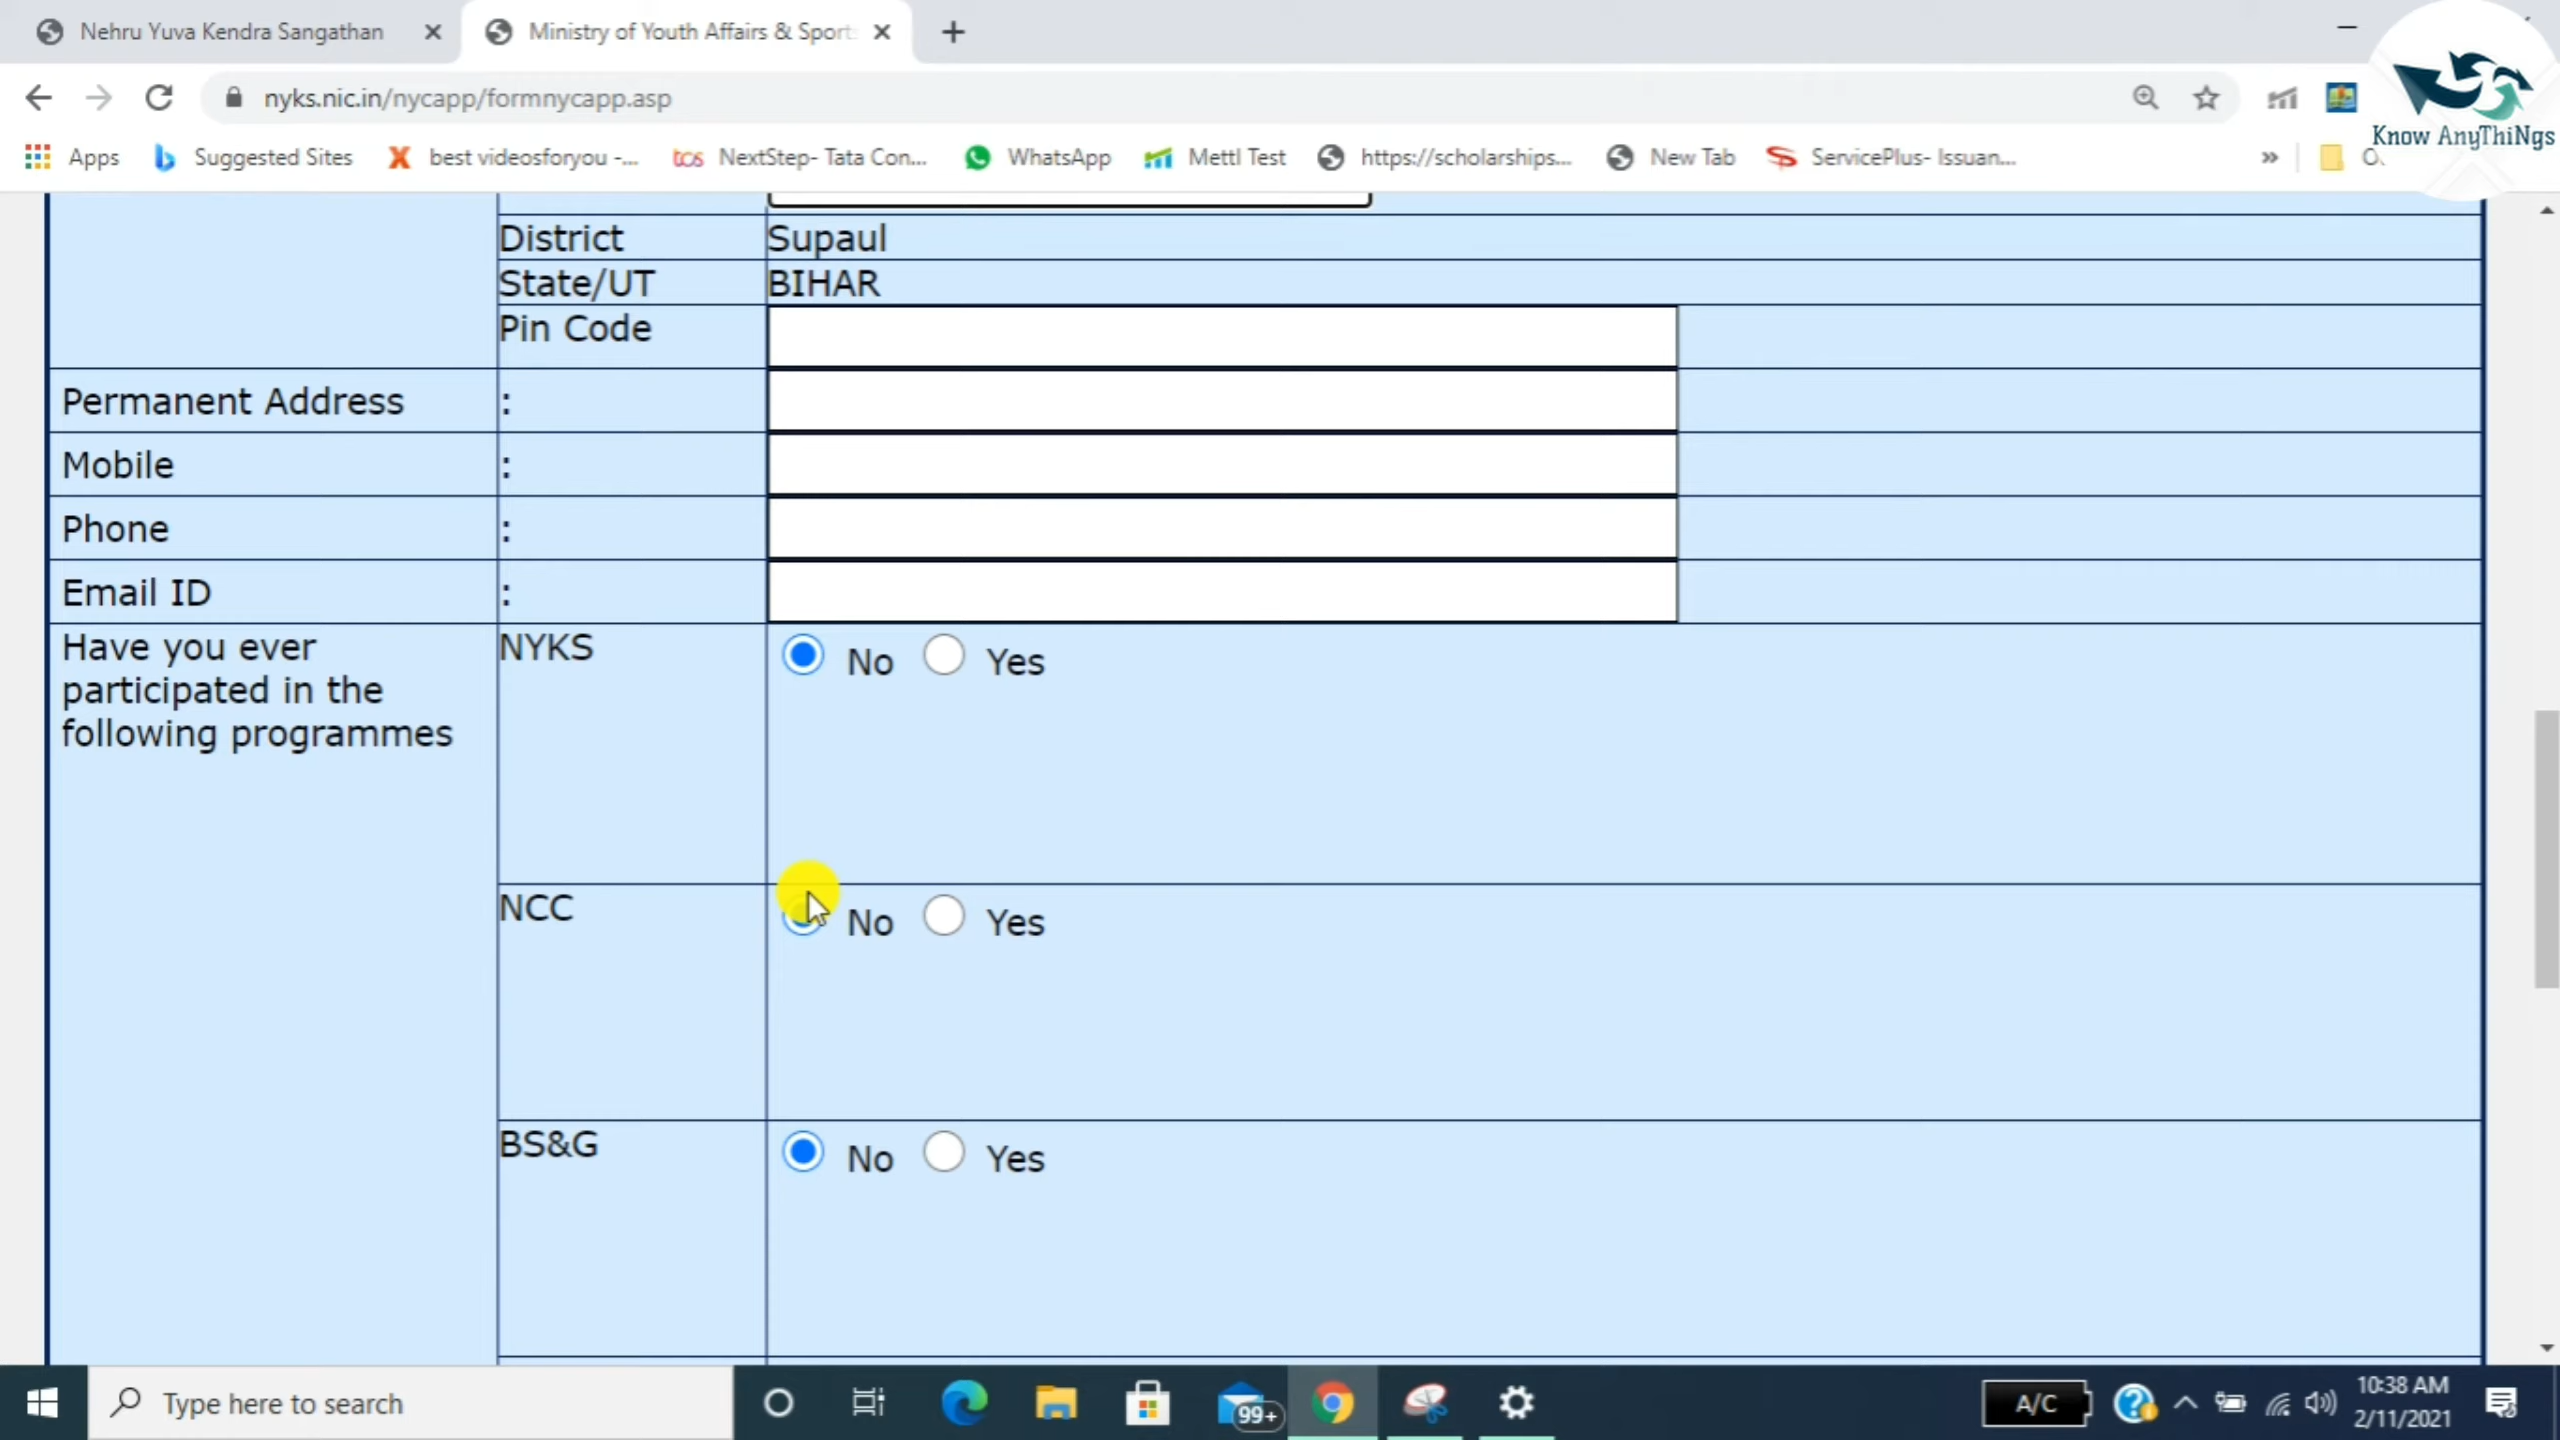 Nehru Yuva Kendra Sangathan
Ministry of Youth Affairs & Sports
nyks.nic.in/nycapp/formnycapp.asp
Know AnyThiNgs
Apps
Suggested Sites
best videosforyou -...
tcs NextStep- Tata Con...
WhatsApp
Mettl Test
https://scholarships...
New Tab
ServicePlus- Issuan...
»
District Supaul
State/UT BIHAR
Pin Code
Permanent Address :
Mobile :
Phone :
Email ID :
Have you ever
participated in the
following programmes
NYKS No Yes
NCC No Yes
BS&G No Yes
Type here to search
99+
A/C
10:38 AM
2/11/2021